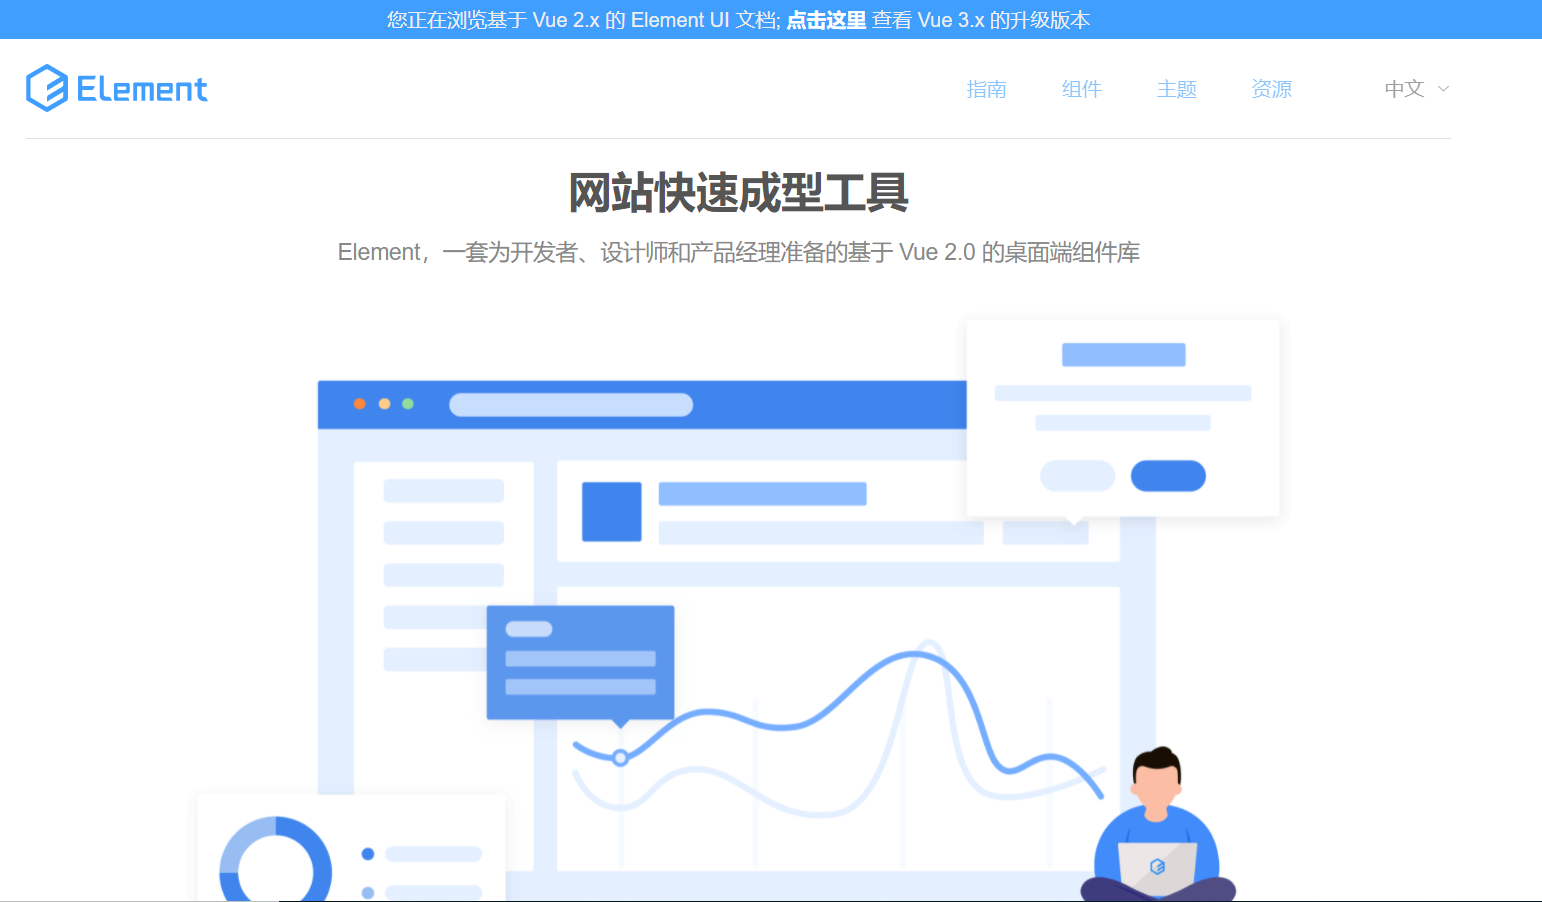 您正在浏览基于 Vue 2.x 的 Element UI 文档; 点击这里 查看 Vue 3.x 的升级版本
Element
指南 组件 主题 资源 中文
网站快速成型工具
Element，一套为开发者、设计师和产品经理准备的基于 Vue 2.0 的桌面端组件库